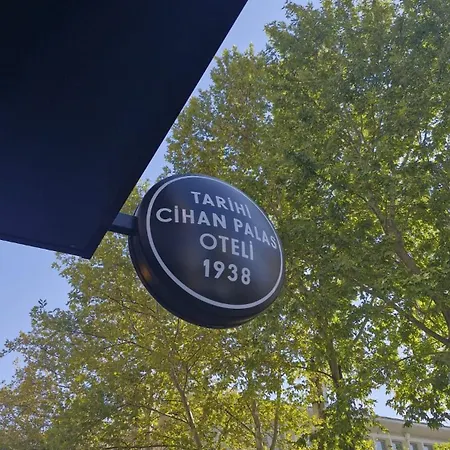 TARİHİ
CİHAN PALAS
OTELİ
1938